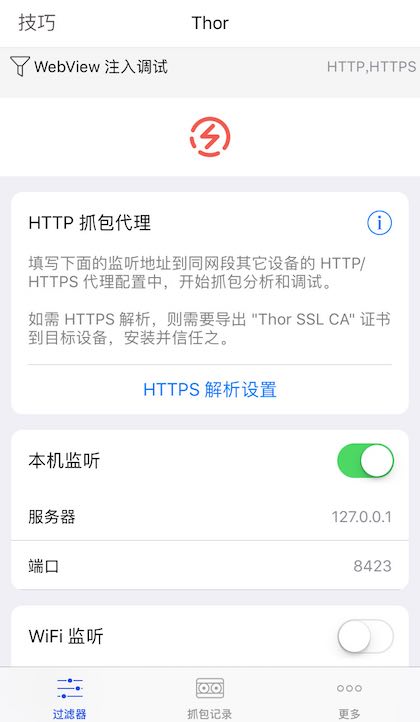 技巧
Thor
WebView 注入调试
HTTP,HTTPS
HTTP 抓包代理
填写下面的监听地址到同网段其它设备的 HTTP/
HTTPS 代理配置中，开始抓包分析和调试。
如需 HTTPS 解析，则需要导出 "Thor SSL CA" 证书
到目标设备，安装并信任之。
HTTPS 解析设置
本机监听
服务器
127.0.0.1
端口
8423
WiFi 监听
过滤器
抓包记录
更多